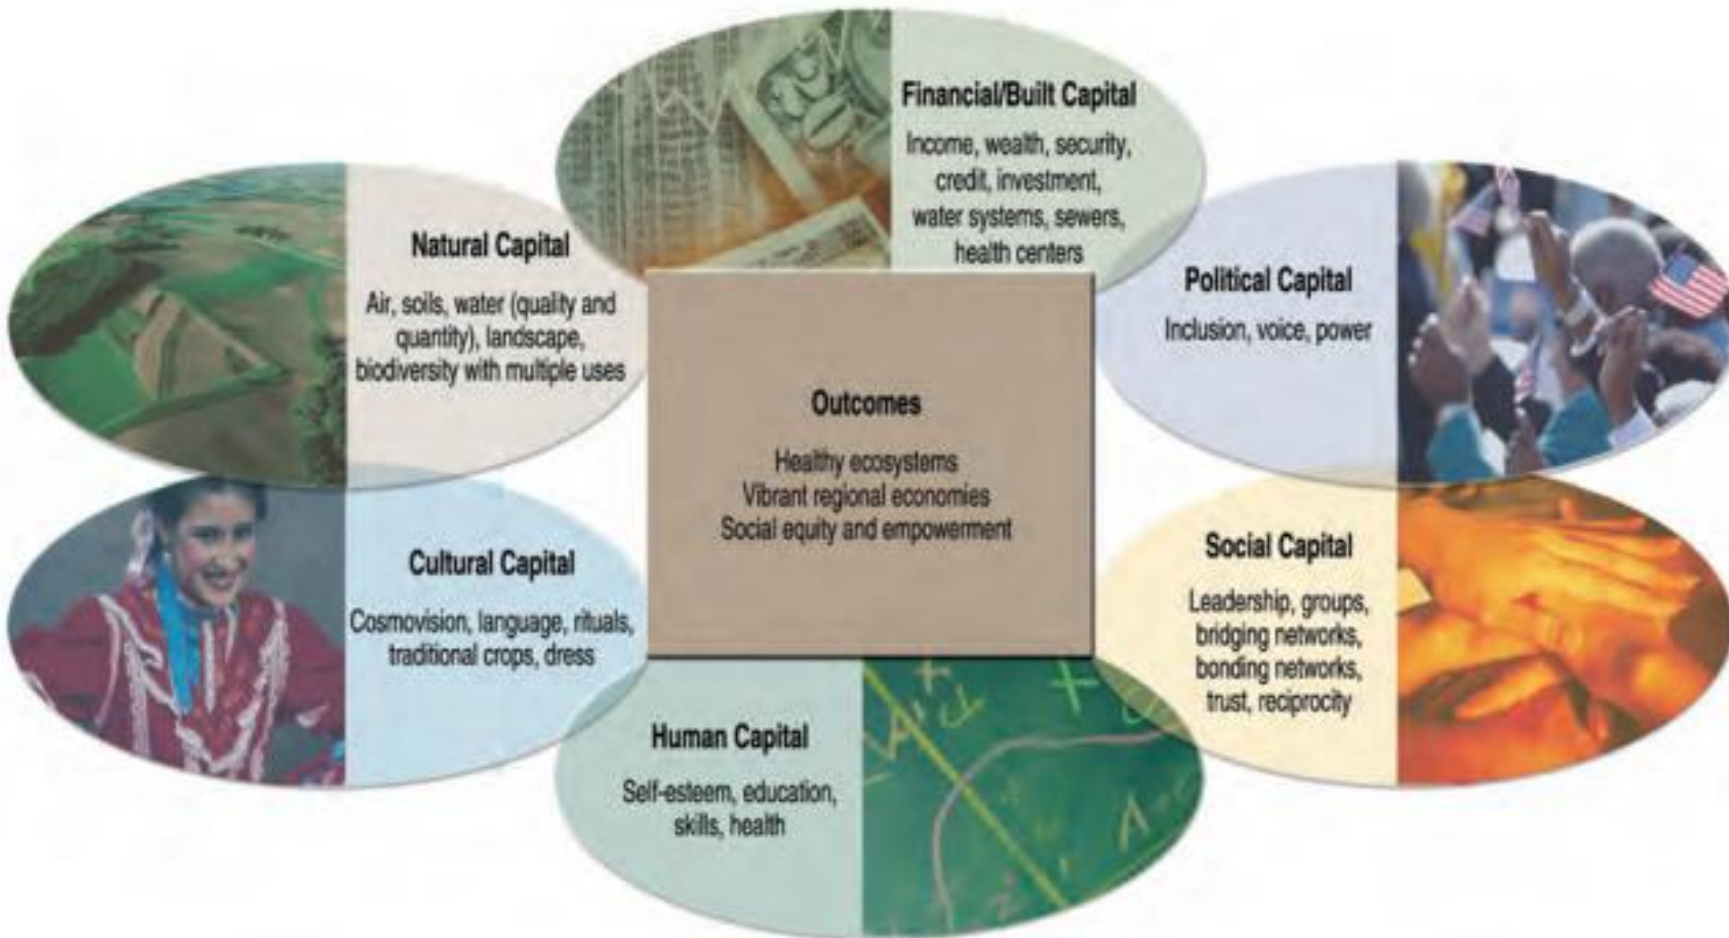 Financial/Built Capital
Income, wealth, security,
credit, investment,
water systems, sewers,
health centers
Natural Capital
Air, soils, water (quality and
quantity), landscape,
biodiversity with multiple uses
Political Capital
Inclusion, voice, power
Outcomes
Healthy ecosystems
Vibrant regional economies
Social equity and empowerment
Cultural Capital
Cosmovision, language, rituals,
traditional crops, dress
Social Capital
Leadership, groups,
bridging networks,
bonding networks,
trust, reciprocity
Human Capital
Self-esteem, education,
skills, health